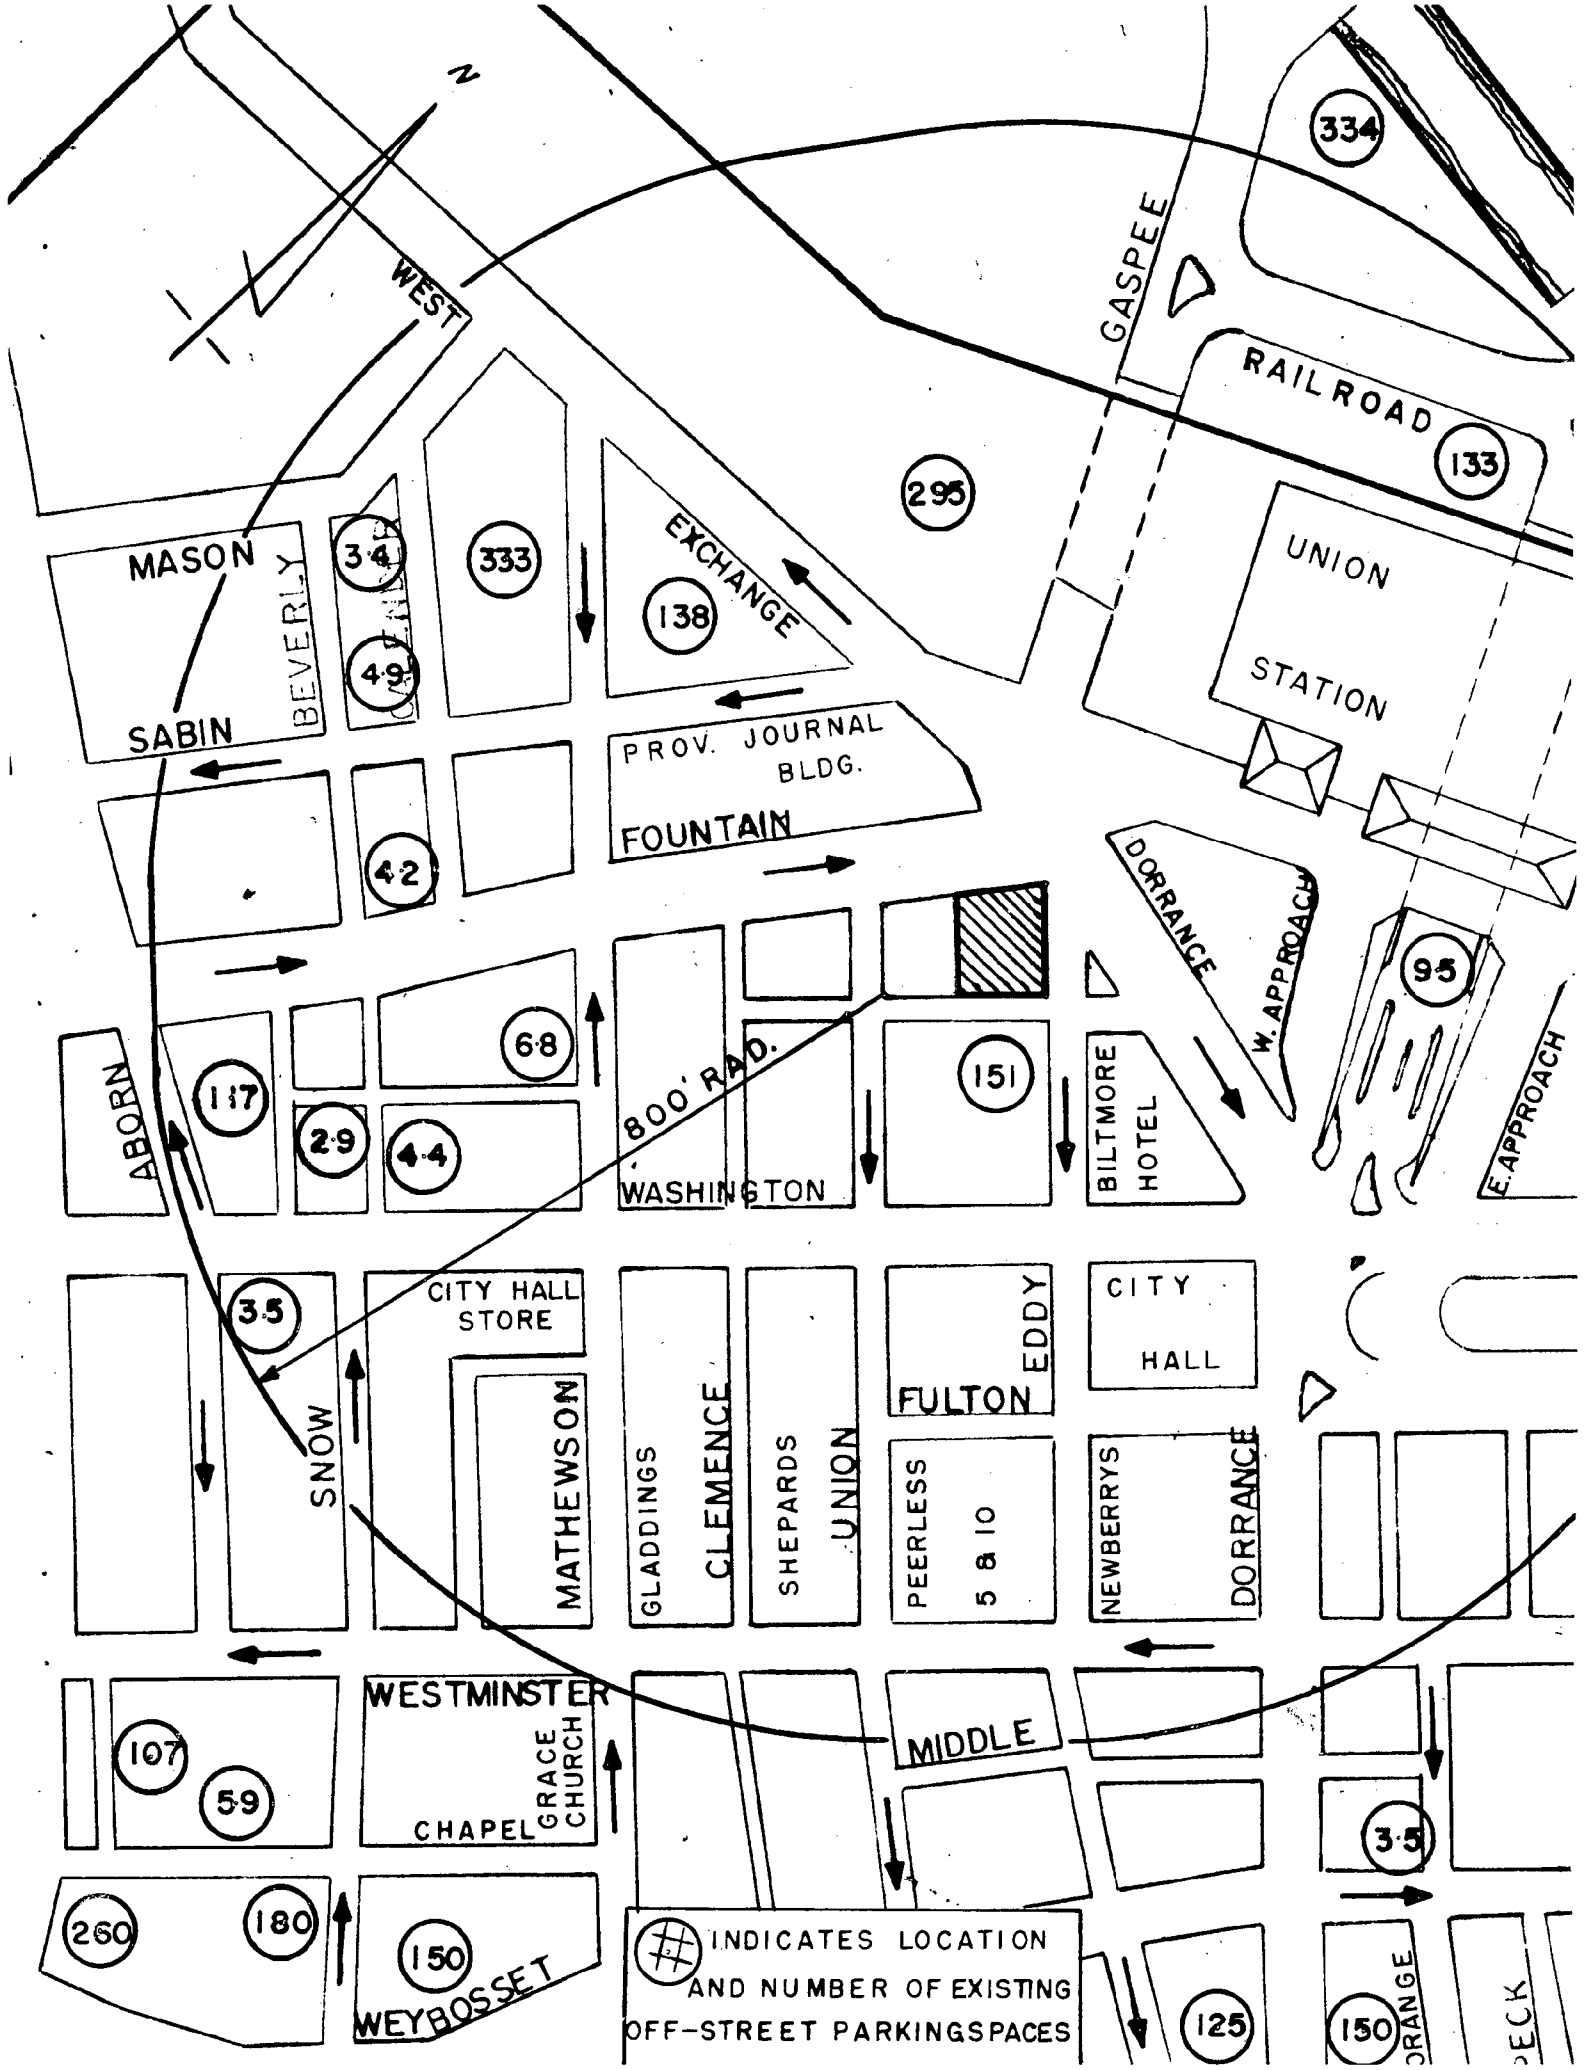 N
334
WEST
GASPEE
RAILROAD
133
295
EXCHANGE
UNION
STATION
MASON
BEVERLY
34
333
138
49
SABIN
PROV. JOURNAL
BLDG.
FOUNTAIN
42
DORRANCE
W. APPROACH
95
E. APPROACH
68
151
BILTMORE
HOTEL
ABORN
117
29
44
800' RAD.
WASHINGTON
35
CITY HALL
STORE
EDDY
FULTON
CITY
HALL
SNOW
MATHEWSON
GLADDINGS
CLEMENCE
SHEPARDS
UNION
PEERLESS
5 & 10
NEWBERRYS
DORRANCE
WESTMINSTER
107
59
GRACE
CHURCH
CHAPEL
MIDDLE
35
260
180
150
WEYBOSSET
# INDICATES LOCATION
AND NUMBER OF EXISTING
OFF-STREET PARKING SPACES
125
150
ORANGE
PECK